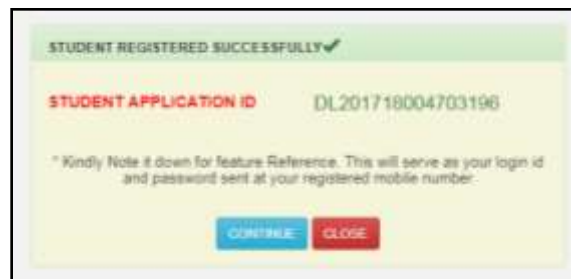 STUDENT REGISTERED SUCCESSFULLY✔
STUDENT APPLICATION ID DL201718004703196
* Kindly Note it down for feature Reference. This will serve as your login id
and password sent at your registered mobile number
CONTINUE CLOSE